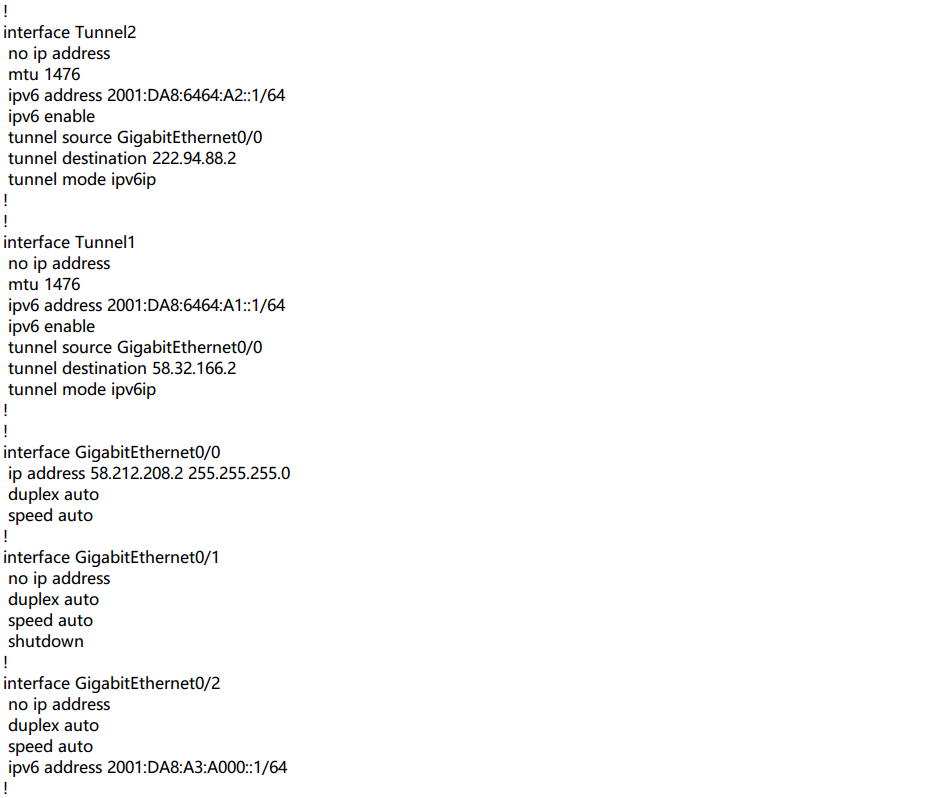 !
interface Tunnel2
no ip address
mtu 1476
ipv6 address 2001:DA8:6464:A2::1/64
ipv6 enable
tunnel source GigabitEthernet0/0
tunnel destination 222.94.88.2
tunnel mode ipv6ip
!
!
interface Tunnel1
no ip address
mtu 1476
ipv6 address 2001:DA8:6464:A1::1/64
ipv6 enable
tunnel source GigabitEthernet0/0
tunnel destination 58.32.166.2
tunnel mode ipv6ip
!
!
interface GigabitEthernet0/0
ip address 58.212.208.2 255.255.255.0
duplex auto
speed auto
!
interface GigabitEthernet0/1
no ip address
duplex auto
speed auto
shutdown
!
interface GigabitEthernet0/2
no ip address
duplex auto
speed auto
ipv6 address 2001:DA8:A3:A000::1/64
!